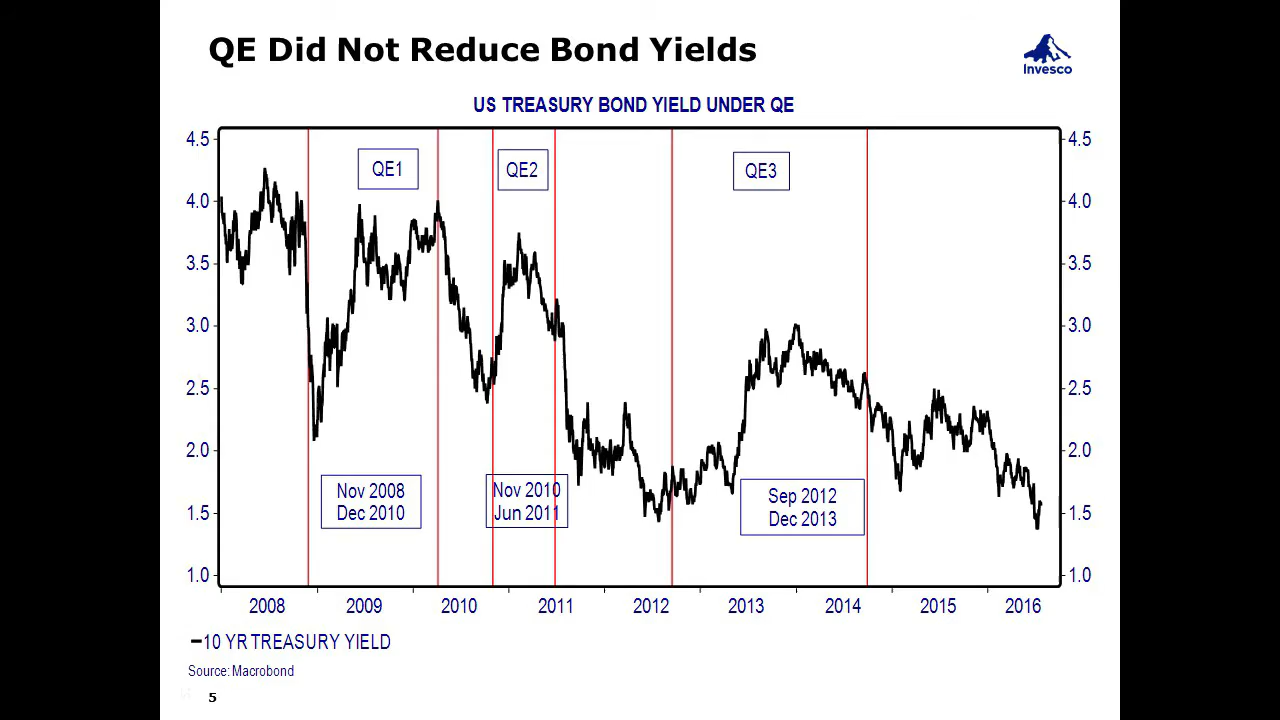 QE Did Not Reduce Bond Yields
Invesco
US TREASURY BOND YIELD UNDER QE
4.5 4.5
QE1 QE2 QE3
4.0 4.0
3.5 3.5
3.0 3.0
2.5 2.5
2.0 2.0
Nov 2008 Nov 2010 Sep 2012
Dec 2010 Jun 2011 Dec 2013
1.5 1.5
1.0 1.0
2008 2009 2010 2011 2012 2013 2014 2015 2016
10 YR TREASURY YIELD
Source: Macrobond
5